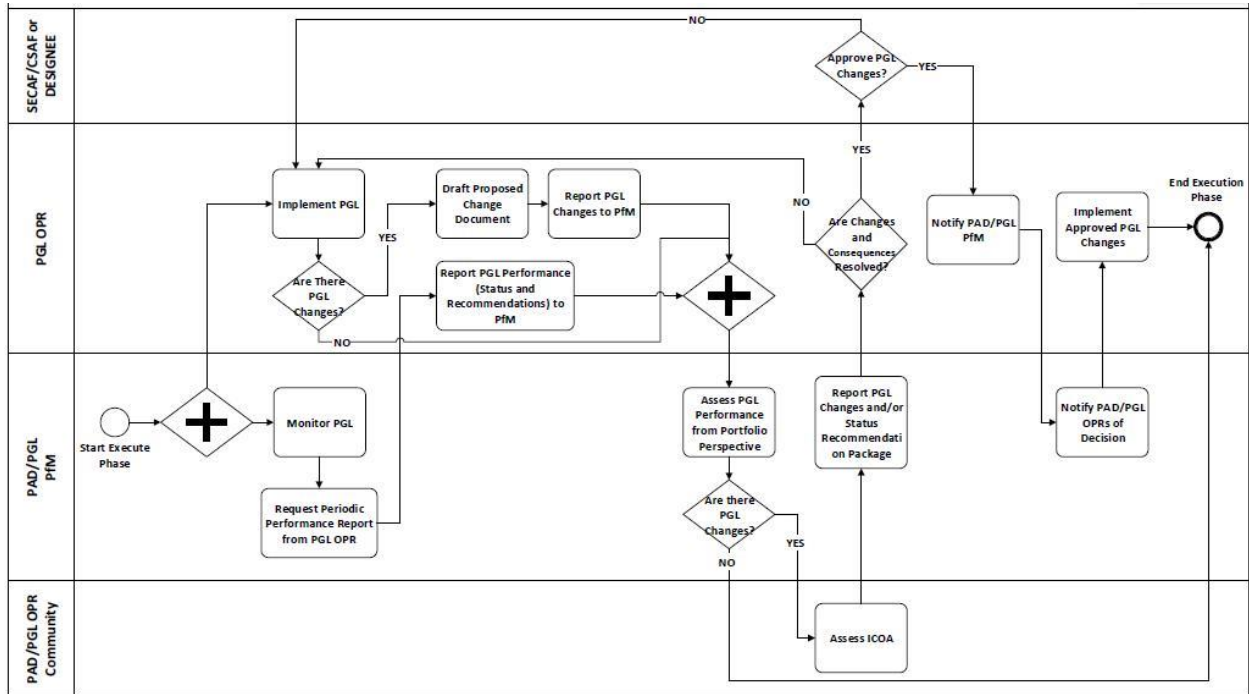 SECAF/CSAF or
DESIGNEE
NO
Approve PGL
Changes?
YES
PGL OPR
Implement PGL
Draft Proposed
Change
Document
Report PGL
Changes to PfM
YES
NO
YES
Are Changes
and
Consequences
Resolved?
Notify PAD/PGL
PfM
Implement
Approved PGL
Changes
End Execution
Phase
Are There
PGL
Changes?
Report PGL Performance
(Status and
Recommendations) to
PfM
NO
PAD/PGL
PfM
Start Execute
Phase
Monitor PGL
Request Periodic
Performance Report
from PGL OPR
Assess PGL
Performance
from Portfolio
Perspective
Report PGL
Changes and/or
Status
Recommendati
on Package
Notify PAD/PGL
OPRs of
Decision
Are there
PGL
Changes?
YES
NO
PAD/PGL OPR
Community
Assess ICOA